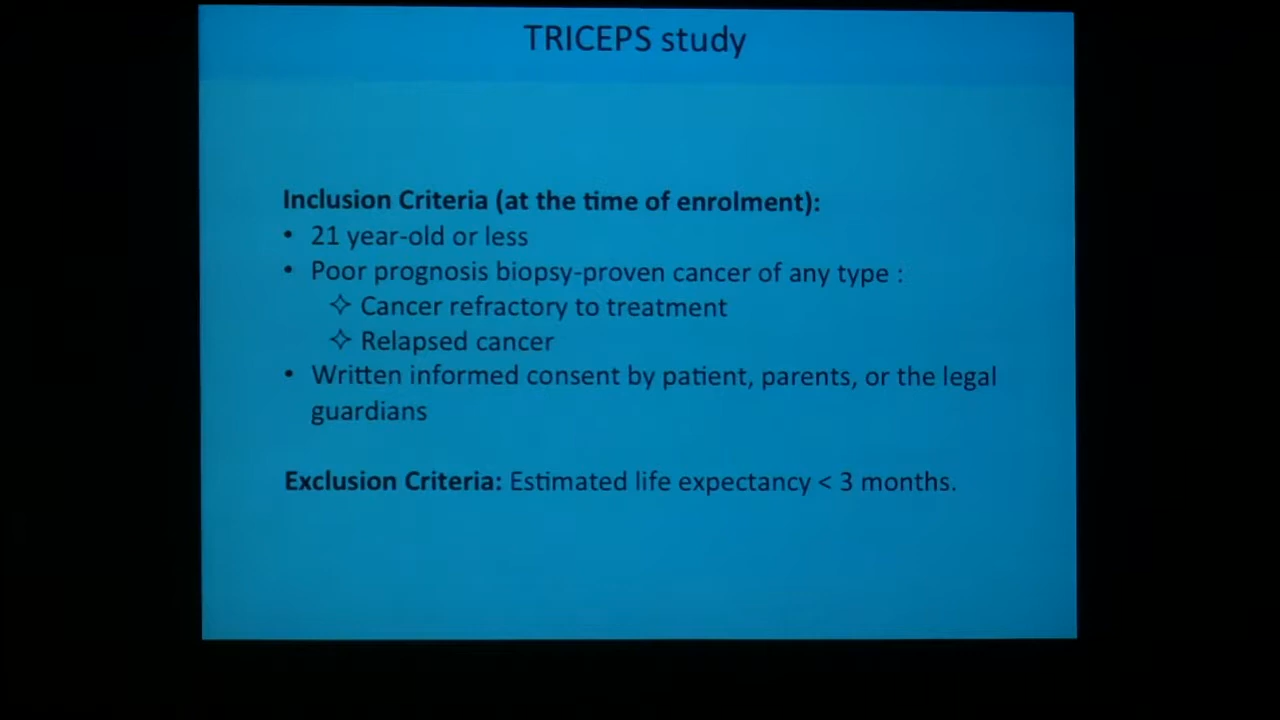 TRICEPS study
Inclusion Criteria (at the time of enrolment):
• 21 year-old or less
• Poor prognosis biopsy-proven cancer of any type :
✧ Cancer refractory to treatment
✧ Relapsed cancer
• Written informed consent by patient, parents, or the legal
guardians
Exclusion Criteria: Estimated life expectancy < 3 months.